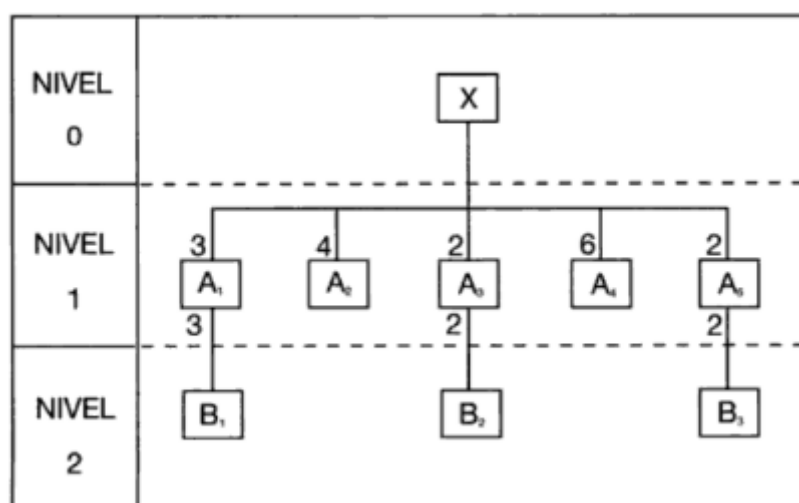 NIVEL
0
X
NIVEL
1
3 4 2 6 2
A₁ A₂ A₃ A₄ A₅
3 2 2
NIVEL
2
B₁ B₂ B₃